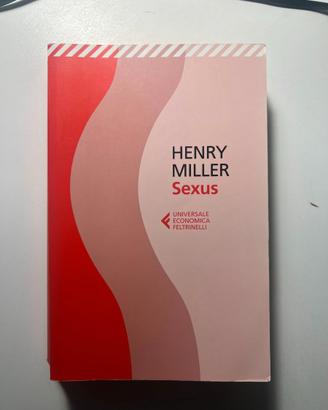 HENRY
MILLER
Sexus
UNIVERSALE
ECONOMICA
FELTRINELLI